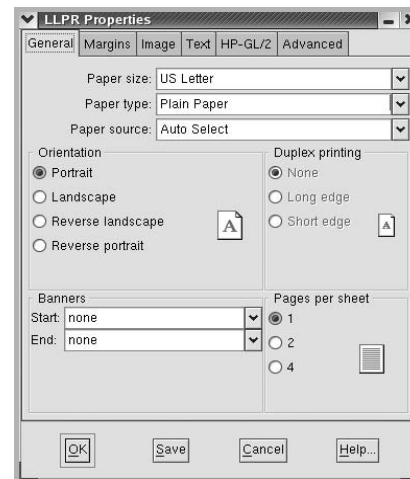 LLPR Properties
General Margins Image Text HP-GL/2 Advanced
Paper size: US Letter
Paper type: Plain Paper
Paper source: Auto Select
Orientation
Portrait
Landscape
Reverse landscape
Reverse portrait
A
Duplex printing
None
Long edge
Short edge
A
Banners
Start: none
End: none
Pages per sheet
1
2
4
OK Save Cancel Help...